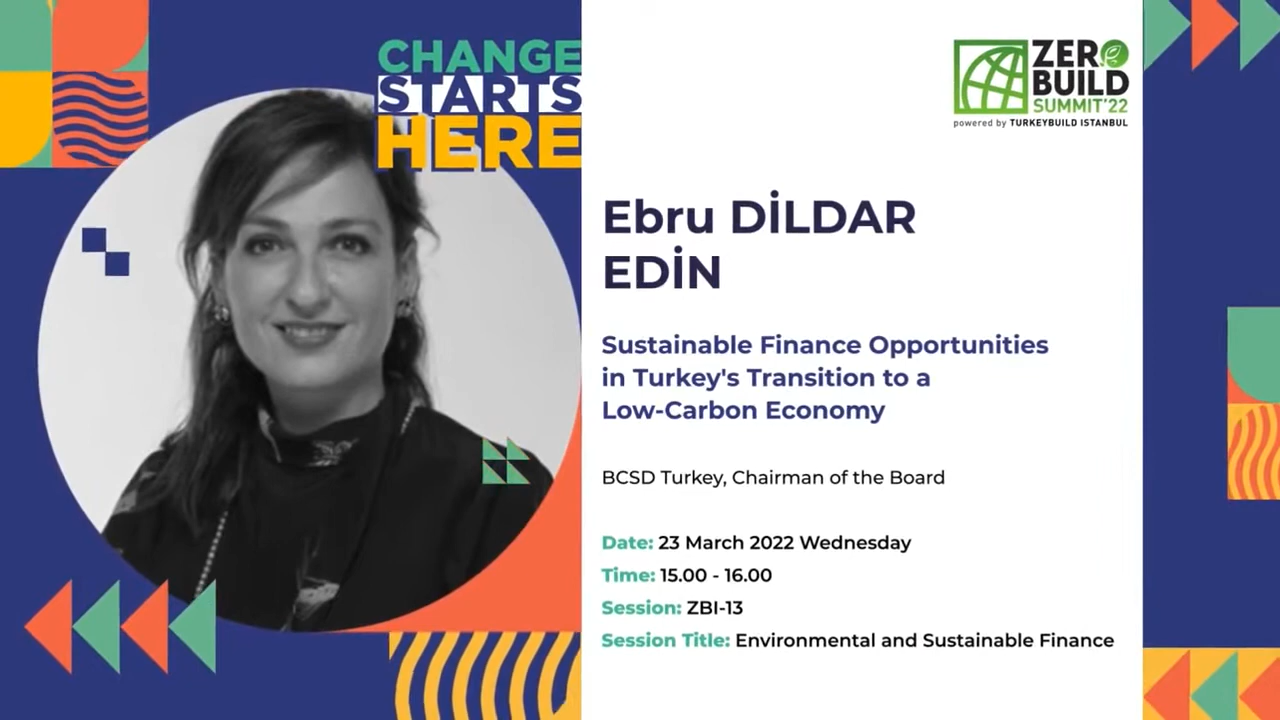 CHANGE
STARTS
HERE
ZERO
BUILD
SUMMIT'22
powered by TURKEYBUILD ISTANBUL
Ebru DİLDAR
EDİN
Sustainable Finance Opportunities
in Turkey's Transition to a
Low-Carbon Economy
BCSD Turkey, Chairman of the Board
Date: 23 March 2022 Wednesday
Time: 15.00 - 16.00
Session: ZBI-13
Session Title: Environmental and Sustainable Finance